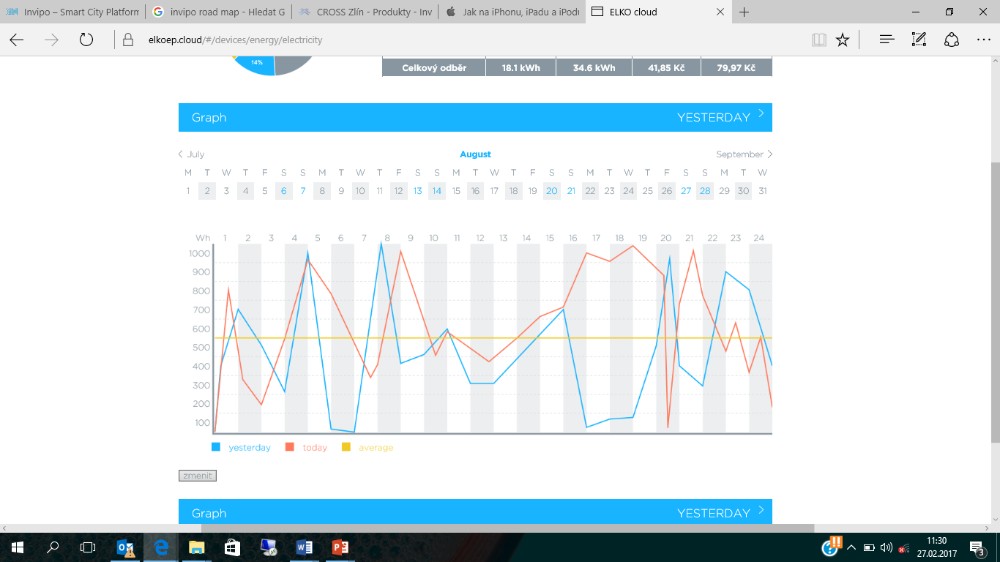 Invipo – Smart City Platform
invipo road map - Hledat G
CROSS Zlín - Produkty - Inv
Jak na iPhonu, iPadu a iPodu
ELKO cloud
elkoep.cloud/#/devices/energy/electricity
14%
Celkový odběr 18.1 kWh 34.6 kWh 41,85 Kč 79,97 Kč
Graph YESTERDAY
July August September
M T W T F S S M T W T F S S M T W T F S S M T W T F S S M T W
1 2 3 4 5 6 7 8 9 10 11 12 13 14 15 16 17 18 19 20 21 22 23 24 25 26 27 28 29 30 31
Wh 1 2 3 4 5 6 7 8 9 10 11 12 13 14 15 16 17 18 19 20 21 22 23 24
1000
900
800
700
600
500
400
300
200
100
yesterday today average
zmenit
Graph YESTERDAY
11:30
27.02.2017
3